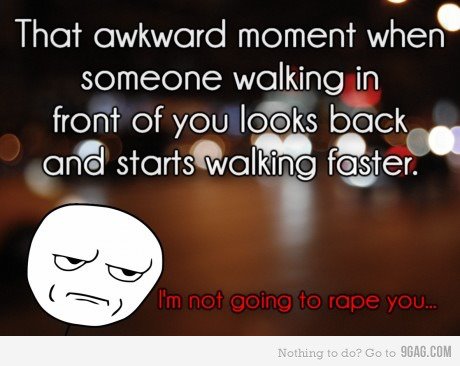 That awkward moment when
someone walking in
front of you looks back
and starts walking faster.
I'm not going to rape you...
Nothing to do? Go to 9GAG.COM